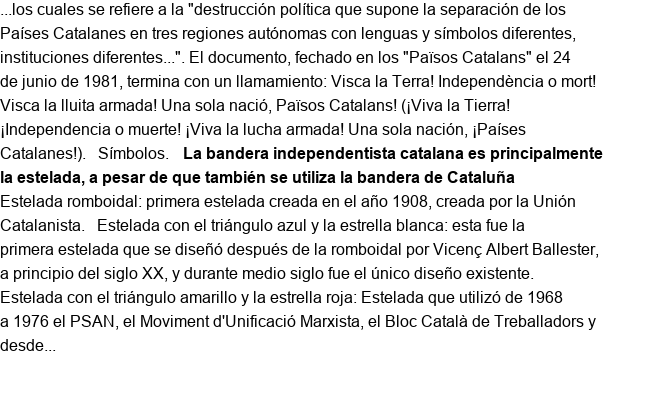 ...los cuales se refiere a la "destrucción política que supone la separación de los
Países Catalanes en tres regiones autónomas con lenguas y símbolos diferentes,
instituciones diferentes...". El documento, fechado en los "Països Catalans" el 24
de junio de 1981, termina con un llamamiento: Visca la Terra! Independència o mort!
Visca la lluita armada! Una sola nació, Països Catalans! (¡Viva la Tierra!
¡Independencia o muerte! ¡Viva la lucha armada! Una sola nación, ¡Países
Catalanes!). Símbolos. La bandera independentista catalana es principalmente
la estelada, a pesar de que también se utiliza la bandera de Cataluña
Estelada romboidal: primera estelada creada en el año 1908, creada por la Unión
Catalanista. Estelada con el triángulo azul y la estrella blanca: esta fue la
primera estelada que se diseñó después de la romboidal por Vicenç Albert Ballester,
a principio del siglo XX, y durante medio siglo fue el único diseño existente.
Estelada con el triángulo amarillo y la estrella roja: Estelada que utilizó de 1968
a 1976 el PSAN, el Moviment d'Unificació Marxista, el Bloc Català de Treballadors y
desde...